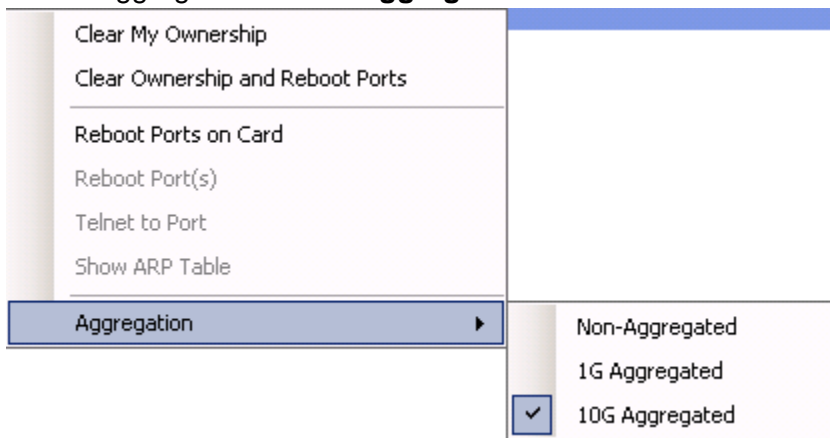 Clear My Ownership
Clear Ownership and Reboot Ports
Reboot Ports on Card
Reboot Port(s)
Telnet to Port
Show ARP Table
Aggregation
Non-Aggregated
1G Aggregated
10G Aggregated